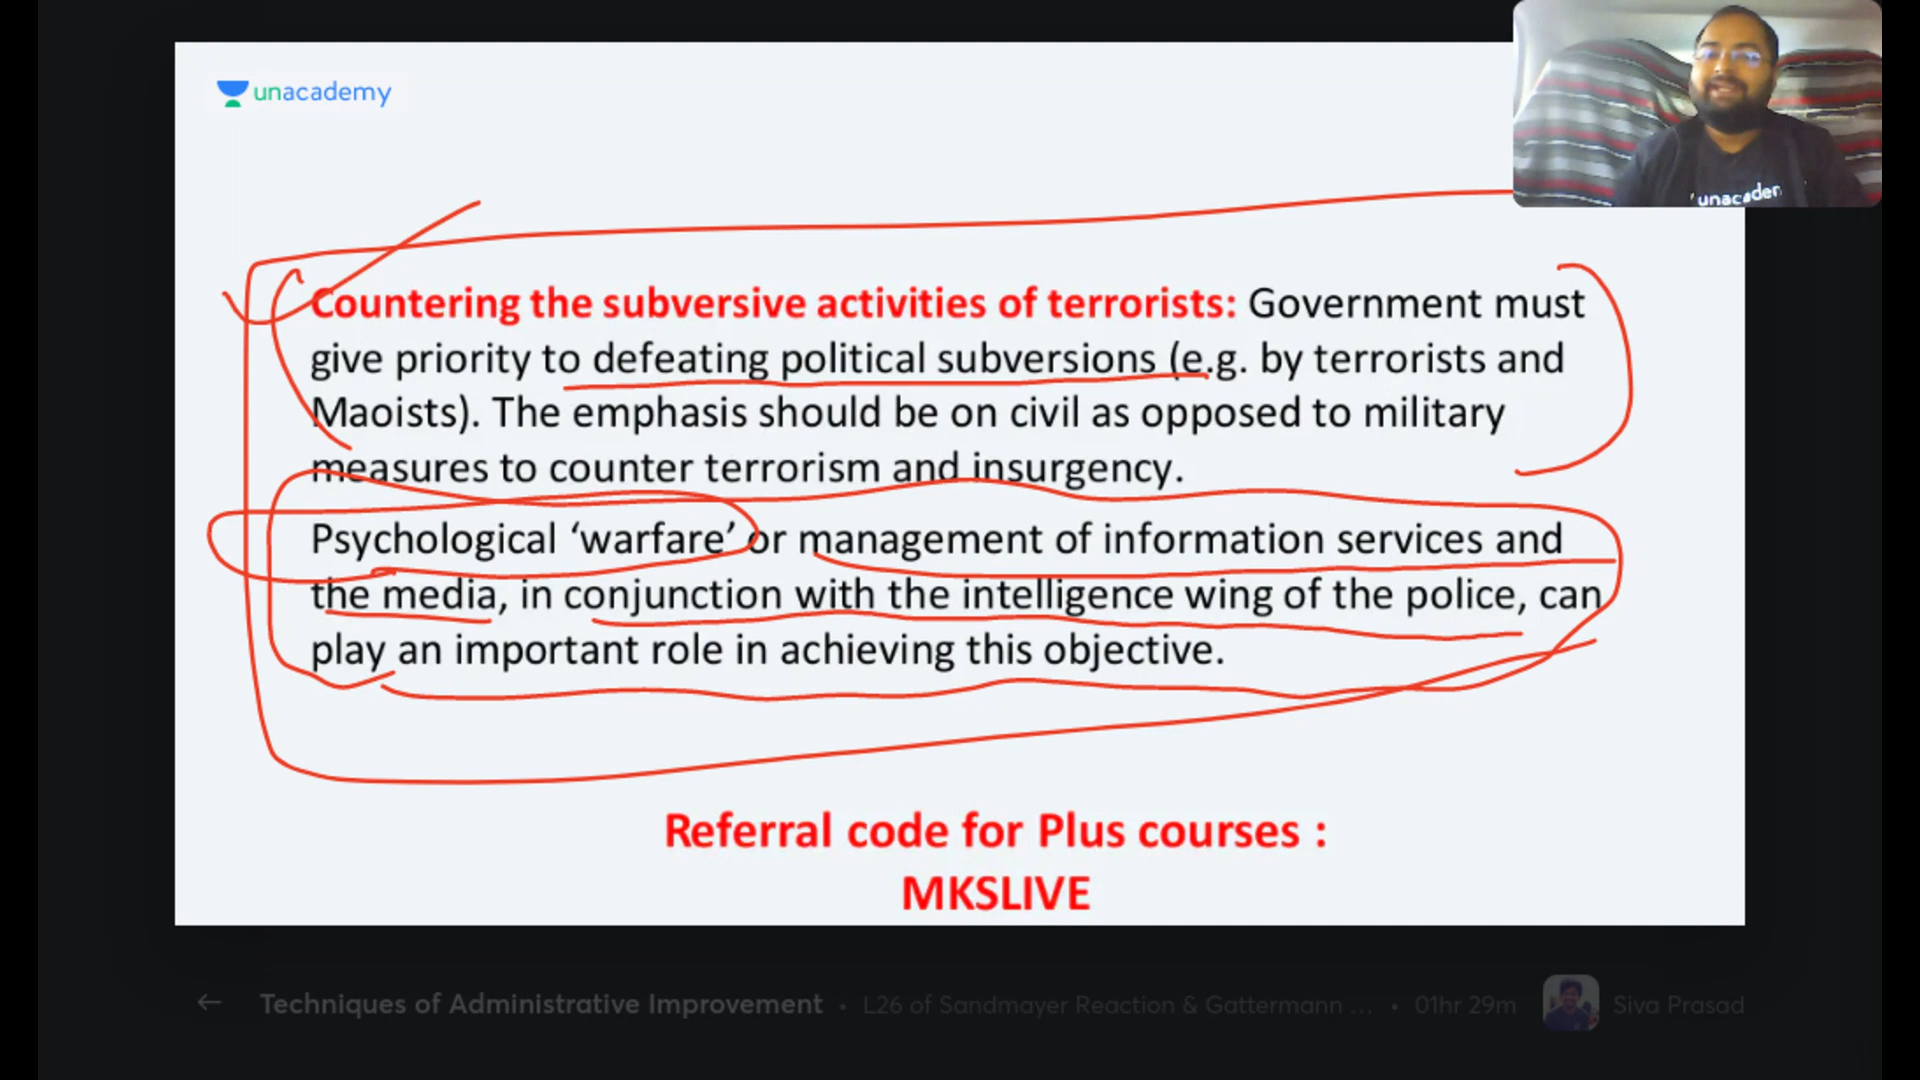 unacademy
unacadem
Countering the subversive activities of terrorists: Government must
give priority to defeating political subversions (e.g. by terrorists and
Maoists). The emphasis should be on civil as opposed to military
measures to counter terrorism and insurgency.
Psychological ‘warfare’ or management of information services and
the media, in conjunction with the intelligence wing of the police, can
play an important role in achieving this objective.
Referral code for Plus courses :
MKSLIVE
Techniques of Administrative Improvement • L26 of Sandmayer Reaction & Gattermann ... • 01hr 29m Siva Prasad